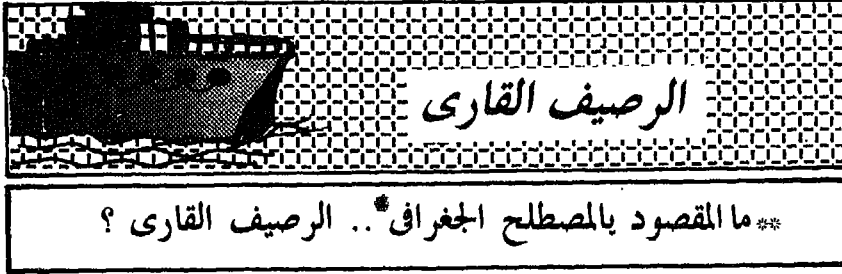 الرصيف القارى
** ما المقصود بالمصطلح الجغرافى* .. الرصيف القارى ؟